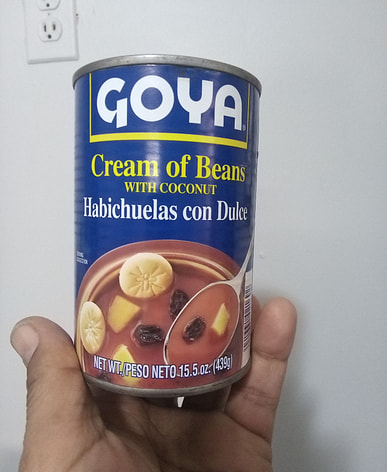 GOYA
Cream of Beans
WITH COCONUT
Habichuelas con Dulce
NET WT./PESO NETO 15.5 oz. (439g)